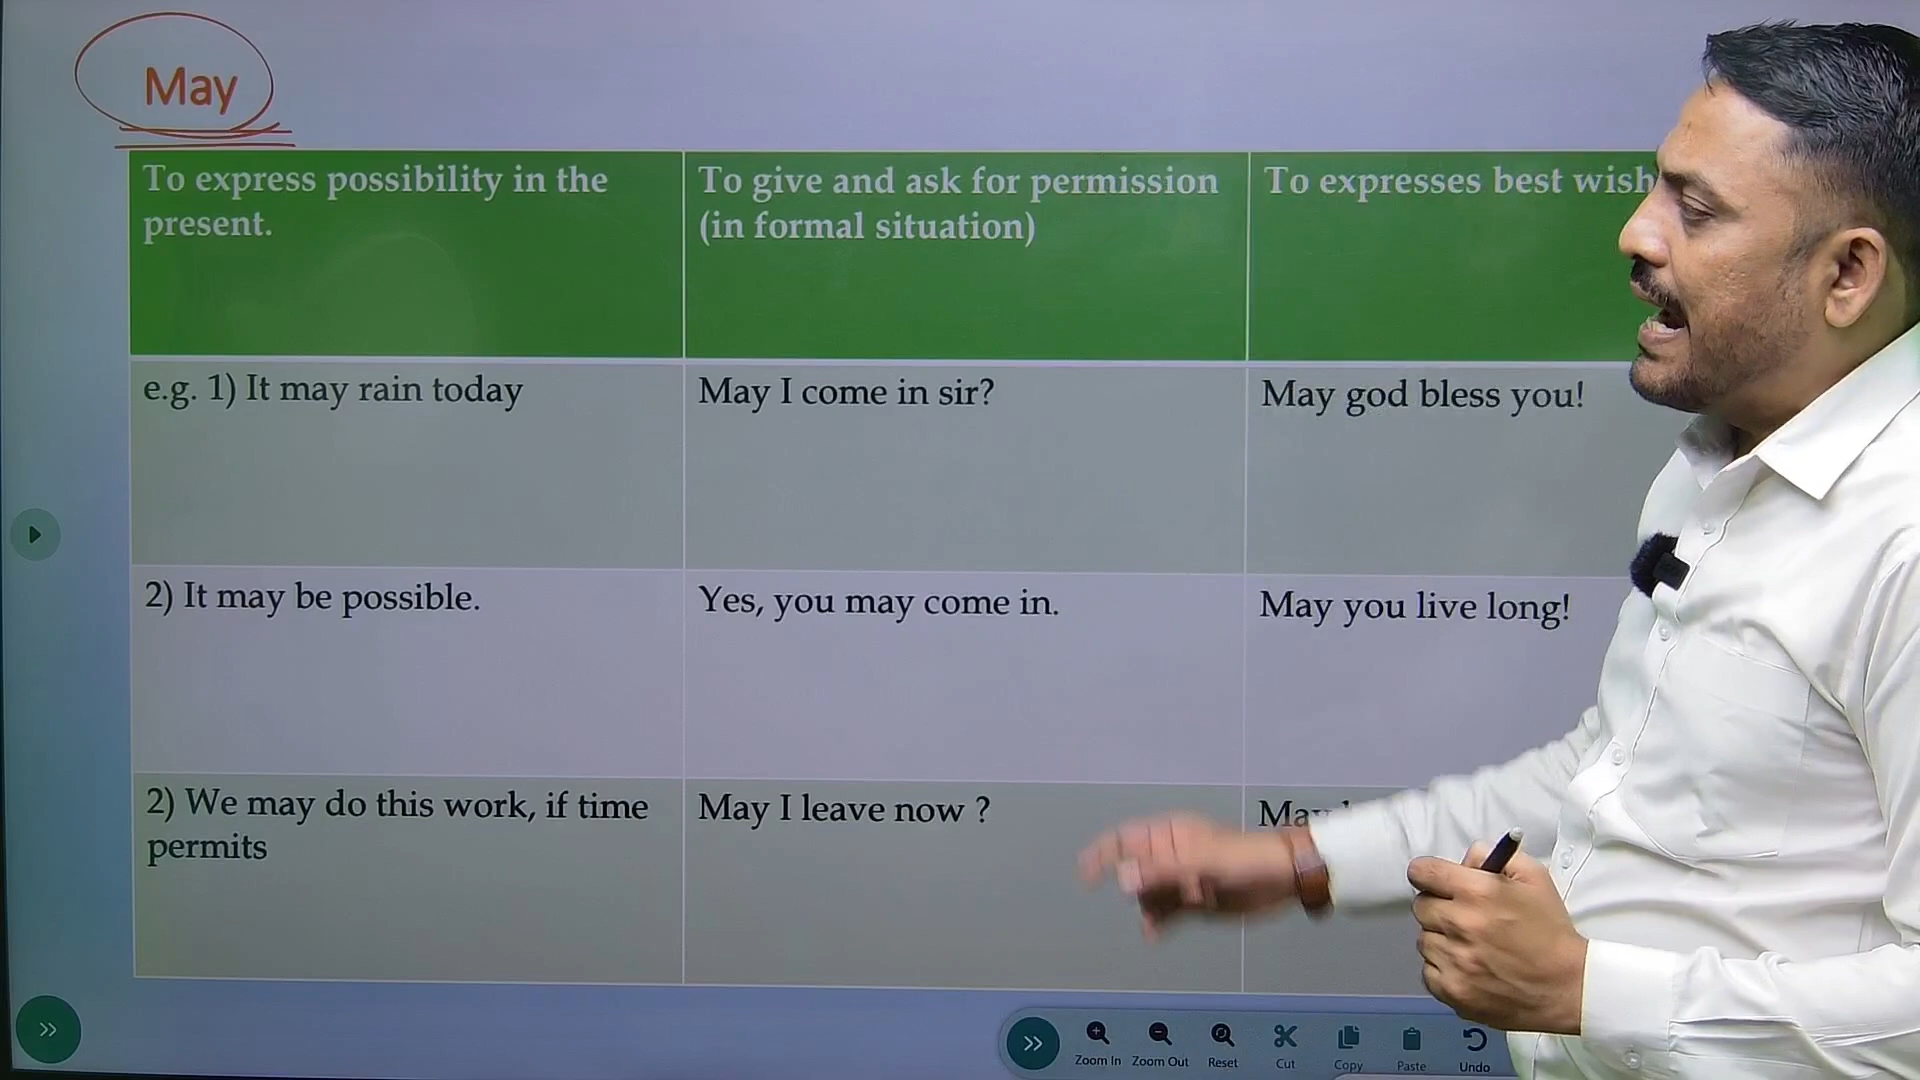 May
To express possibility in the
present.
To give and ask for permission
(in formal situation)
To expresses best wish
e.g. 1) It may rain today
May I come in sir?
May god bless you!
2) It may be possible.
Yes, you may come in.
May you live long!
2) We may do this work, if time
permits
May I leave now ?
May
Zoom In
Zoom Out
Reset
Cut
Copy
Paste
Undo